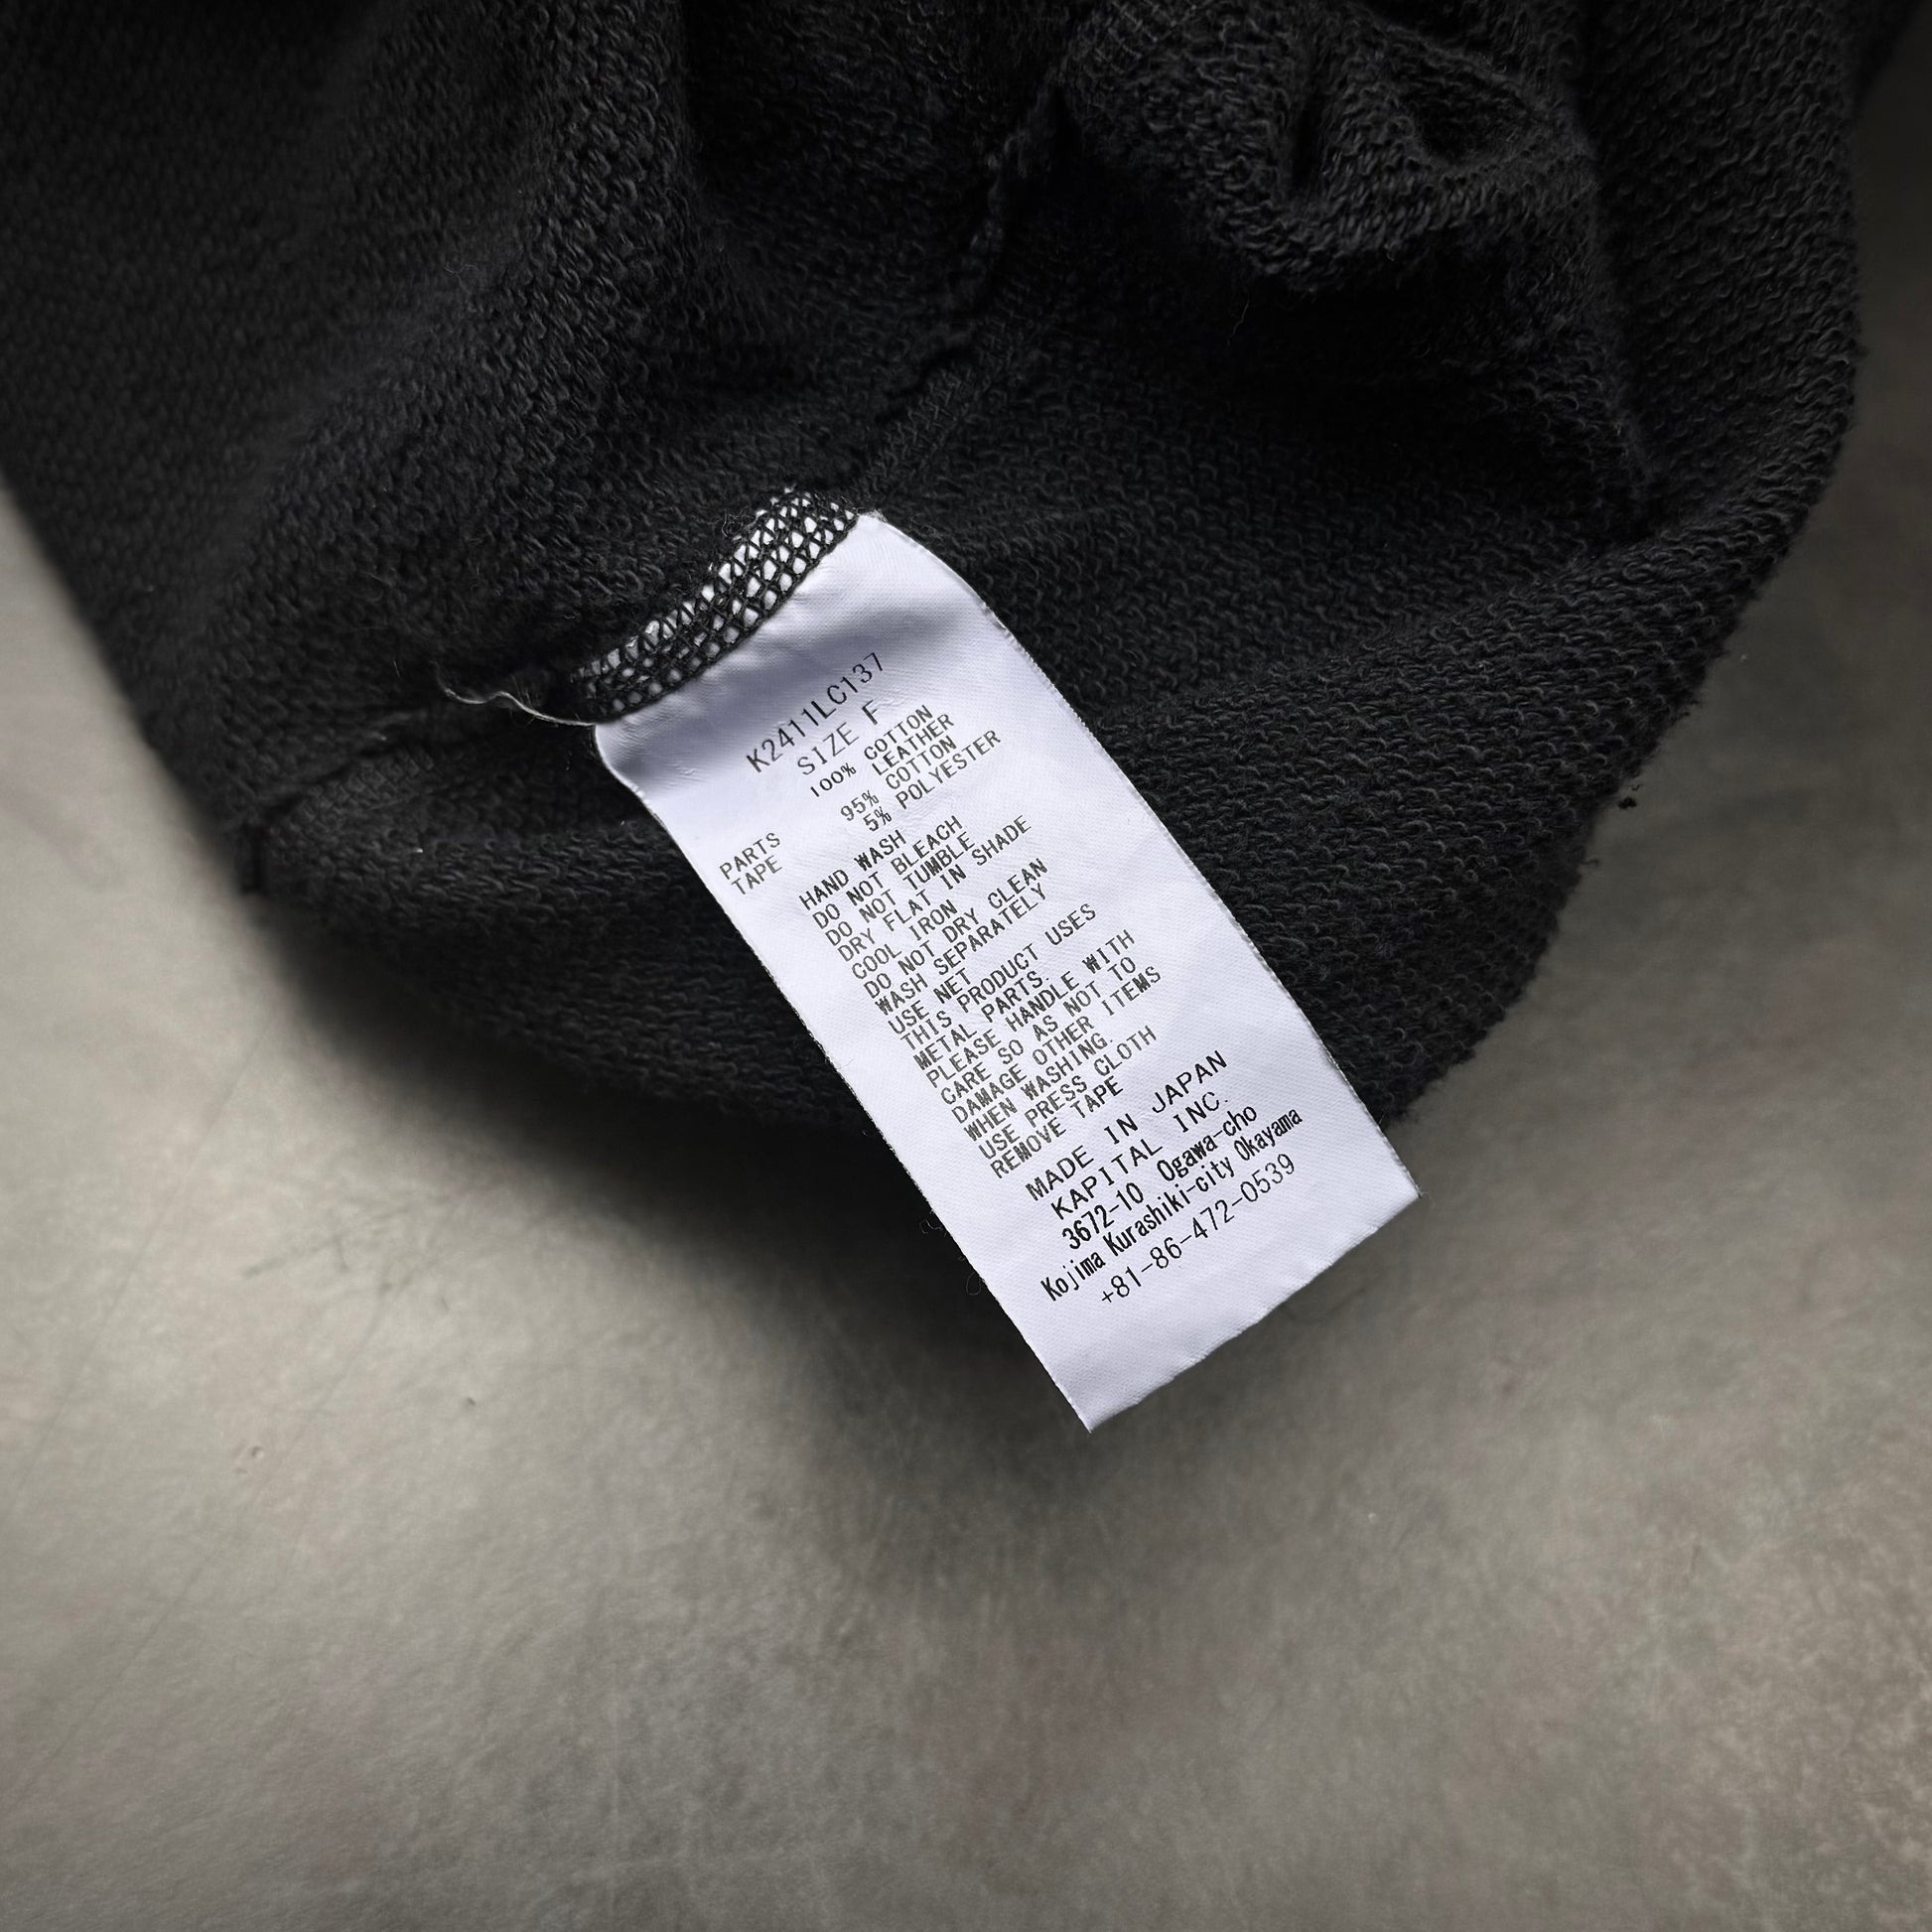 K2411LC137
SIZE F
100% COTTON
PARTS LEATHER
TAPE 95% COTTON
5% POLYESTER
HAND WASH
DO NOT BLEACH
DO NOT TUMBLE
DRY FLAT IN SHADE
COOL IRON
DO NOT DRY CLEAN
WASH SEPARATELY
USE NET
THIS PRODUCT USES
METAL PARTS.
PLEASE HANDLE WITH
CARE SO AS NOT TO
DAMAGE OTHER ITEMS
WHEN WASHING.
USE PRESS CLOTH
REMOVE TAPE
MADE IN JAPAN
KAPITAL INC.
3672-10 Ogawa-cho
Kojima Kurashiki-city Okayama
+81-86-472-0539